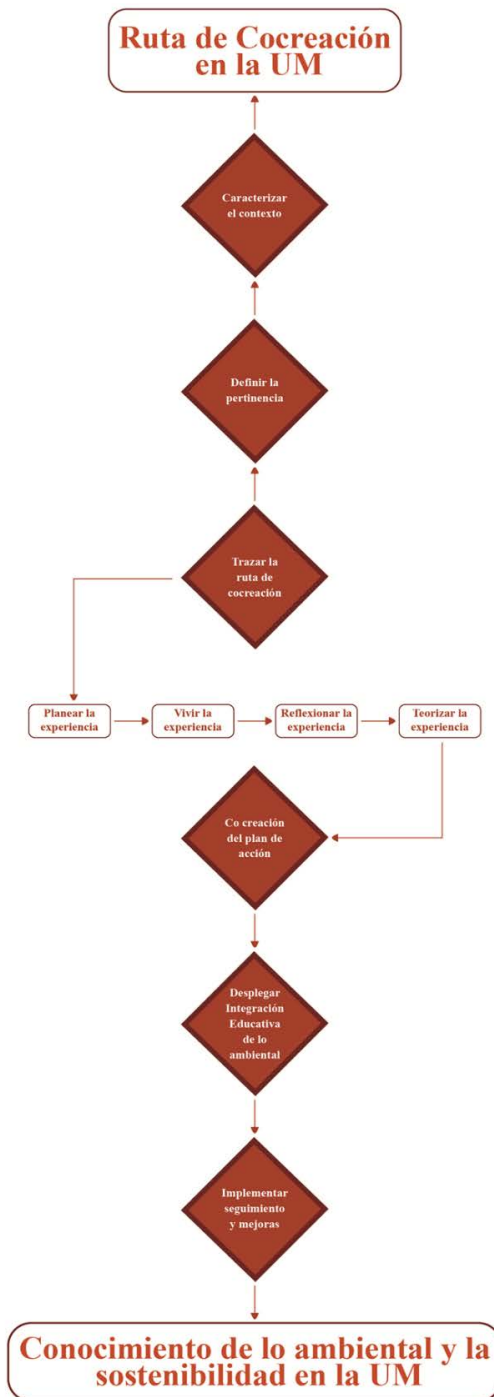 Ruta de Cocreación
en la UM
Caracterizar
el contexto
Definir la
pertinencia
Trazar la
ruta de
cocreación
Planear la
experiencia
Vivir la
experiencia
Reflexionar la
experiencia
Teorizar la
experiencia
Co creación
del plan de
acción
Desplegar
Integración
Educativa
de lo
ambiental
Implementar
seguimiento
y mejoras
Conocimiento de lo ambiental y la
sostenibilidad en la UM